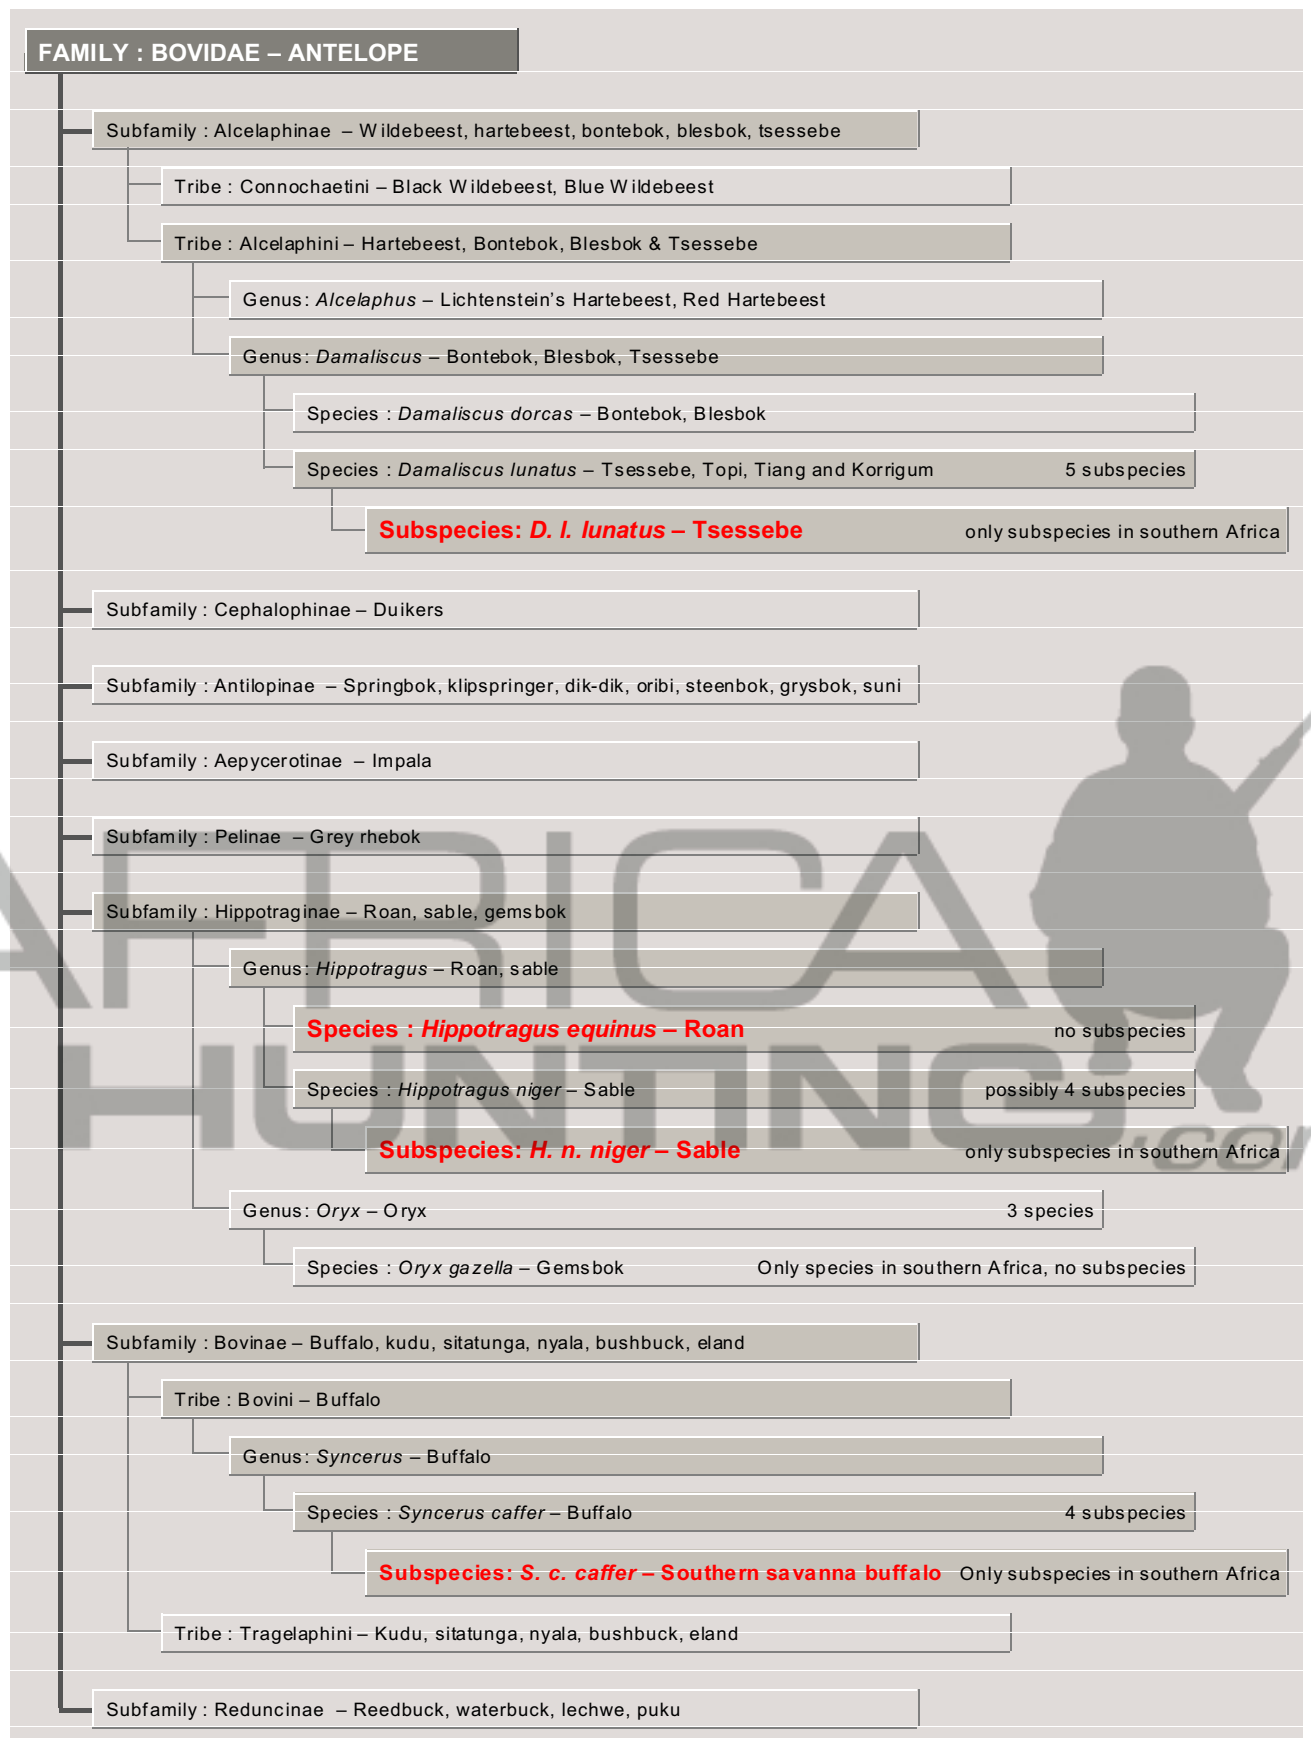 FAMILY : BOVIDAE – ANTELOPE
Subfamily : Alcelaphinae – Wildebeest, hartebeest, bontebok, blesbok, tsessebe
Tribe : Connochaetini – Black Wildebeest, Blue Wildebeest
Tribe : Alcelaphini – Hartebeest, Bontebok, Blesbok & Tsessebe
Genus: Alcelaphus – Lichtenstein’s Hartebeest, Red Hartebeest
Genus: Damaliscus – Bontebok, Blesbok, Tsessebe
Species : Damaliscus dorcas – Bontebok, Blesbok
Species : Damaliscus lunatus – Tsessebe, Topi, Tiang and Korrigum 5 subspecies
Subspecies: D. l. lunatus – Tsessebe only subspecies in southern Africa
Subfamily : Cephalophinae – Duikers
Subfamily : Antilopinae – Springbok, klipspringer, dik-dik, oribi, steenbok, grysbok, suni
Subfamily : Aepycerotinae – Impala
Subfamily : Pelinae – Grey rhebok
AFRICA
Subfamily : Hippotraginae – Roan, sable, gemsbok
Genus: Hippotragus – Roan, sable
Species : Hippotragus equinus – Roan no subspecies
HUNTING
Species : Hippotragus niger – Sable possibly 4 subspecies
Subspecies: H. n. niger – Sable only subspecies in southern Africa
.com
Genus: Oryx – Oryx 3 species
Species : Oryx gazella – Gemsbok Only species in southern Africa, no subspecies
Subfamily : Bovinae – Buffalo, kudu, sitatunga, nyala, bushbuck, eland
Tribe : Bovini – Buffalo
Genus: Syncerus – Buffalo
Species : Syncerus caffer – Buffalo 4 subspecies
Subspecies: S. c. caffer – Southern savanna buffalo Only subspecies in southern Africa
Tribe : Tragelaphini – Kudu, sitatunga, nyala, bushbuck, eland
Subfamily : Reduncinae – Reedbuck, waterbuck, lechwe, puku